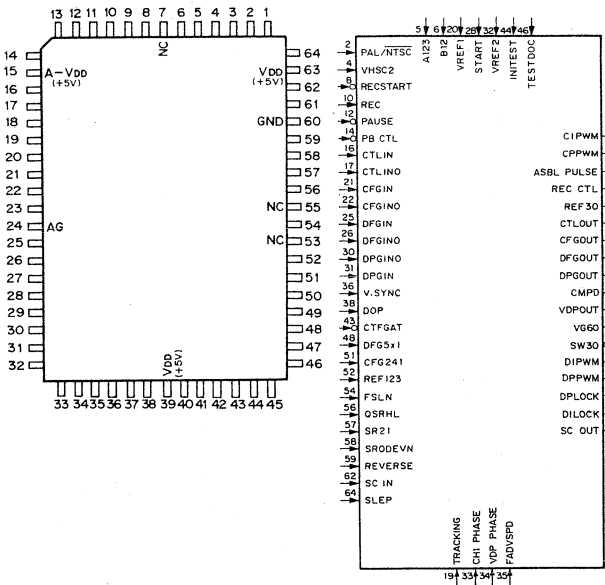 13 12 11 10 9 8 7 6 5 4 3 2 1
NC
14
15 A-VDD
(+5V)
16
17
18
19
20
21
22
23
24 AG
25
26
27
28
29
30
31
32
64
VDD 63
(+5V) 62
61
GND 60
59
58
57
56
NC 55
54
NC 53
52
51
50
49
48
47
46
VDD
(+5V)
33 34 35 36 37 38 39 40 41 42 43 44 45
5 A123
6 B12
20 VREF1
28 START
32 VREF2
44 INITEST
46 TESTDOC
2 PAL/NTSC
4 VHSC2
8 RECSTART
10 REC
12 PAUSE
14 PB CTL
16 CTLIN
17 CTLINO
21 CFGIN
22 CFGINO
25 DFGIN
26 DFGINO
30 DPGINO
31 DPGIN
36 V.SYNC
38 DOP
43 CTFGAT
48 DFG5x1
51 CFG241
52 REF123
54 FSLN
56 QSRHL
57 SR21
58 SRODEVN
59 REVERSE
62 SC IN
64 SLEP
CIPWM
CPPWM
ASBL PULSE
REC CTL
REF30
CTLOUT
CFGOUT
DFGOUT
DPGOUT
CMPD
VDPOUT
VG60
SW30
DIPWM
DPPWM
DPLOCK
DILOCK
SC OUT
19 TRACKING
33 CH1 PHASE
34 VDP PHASE
35 FADVSPD